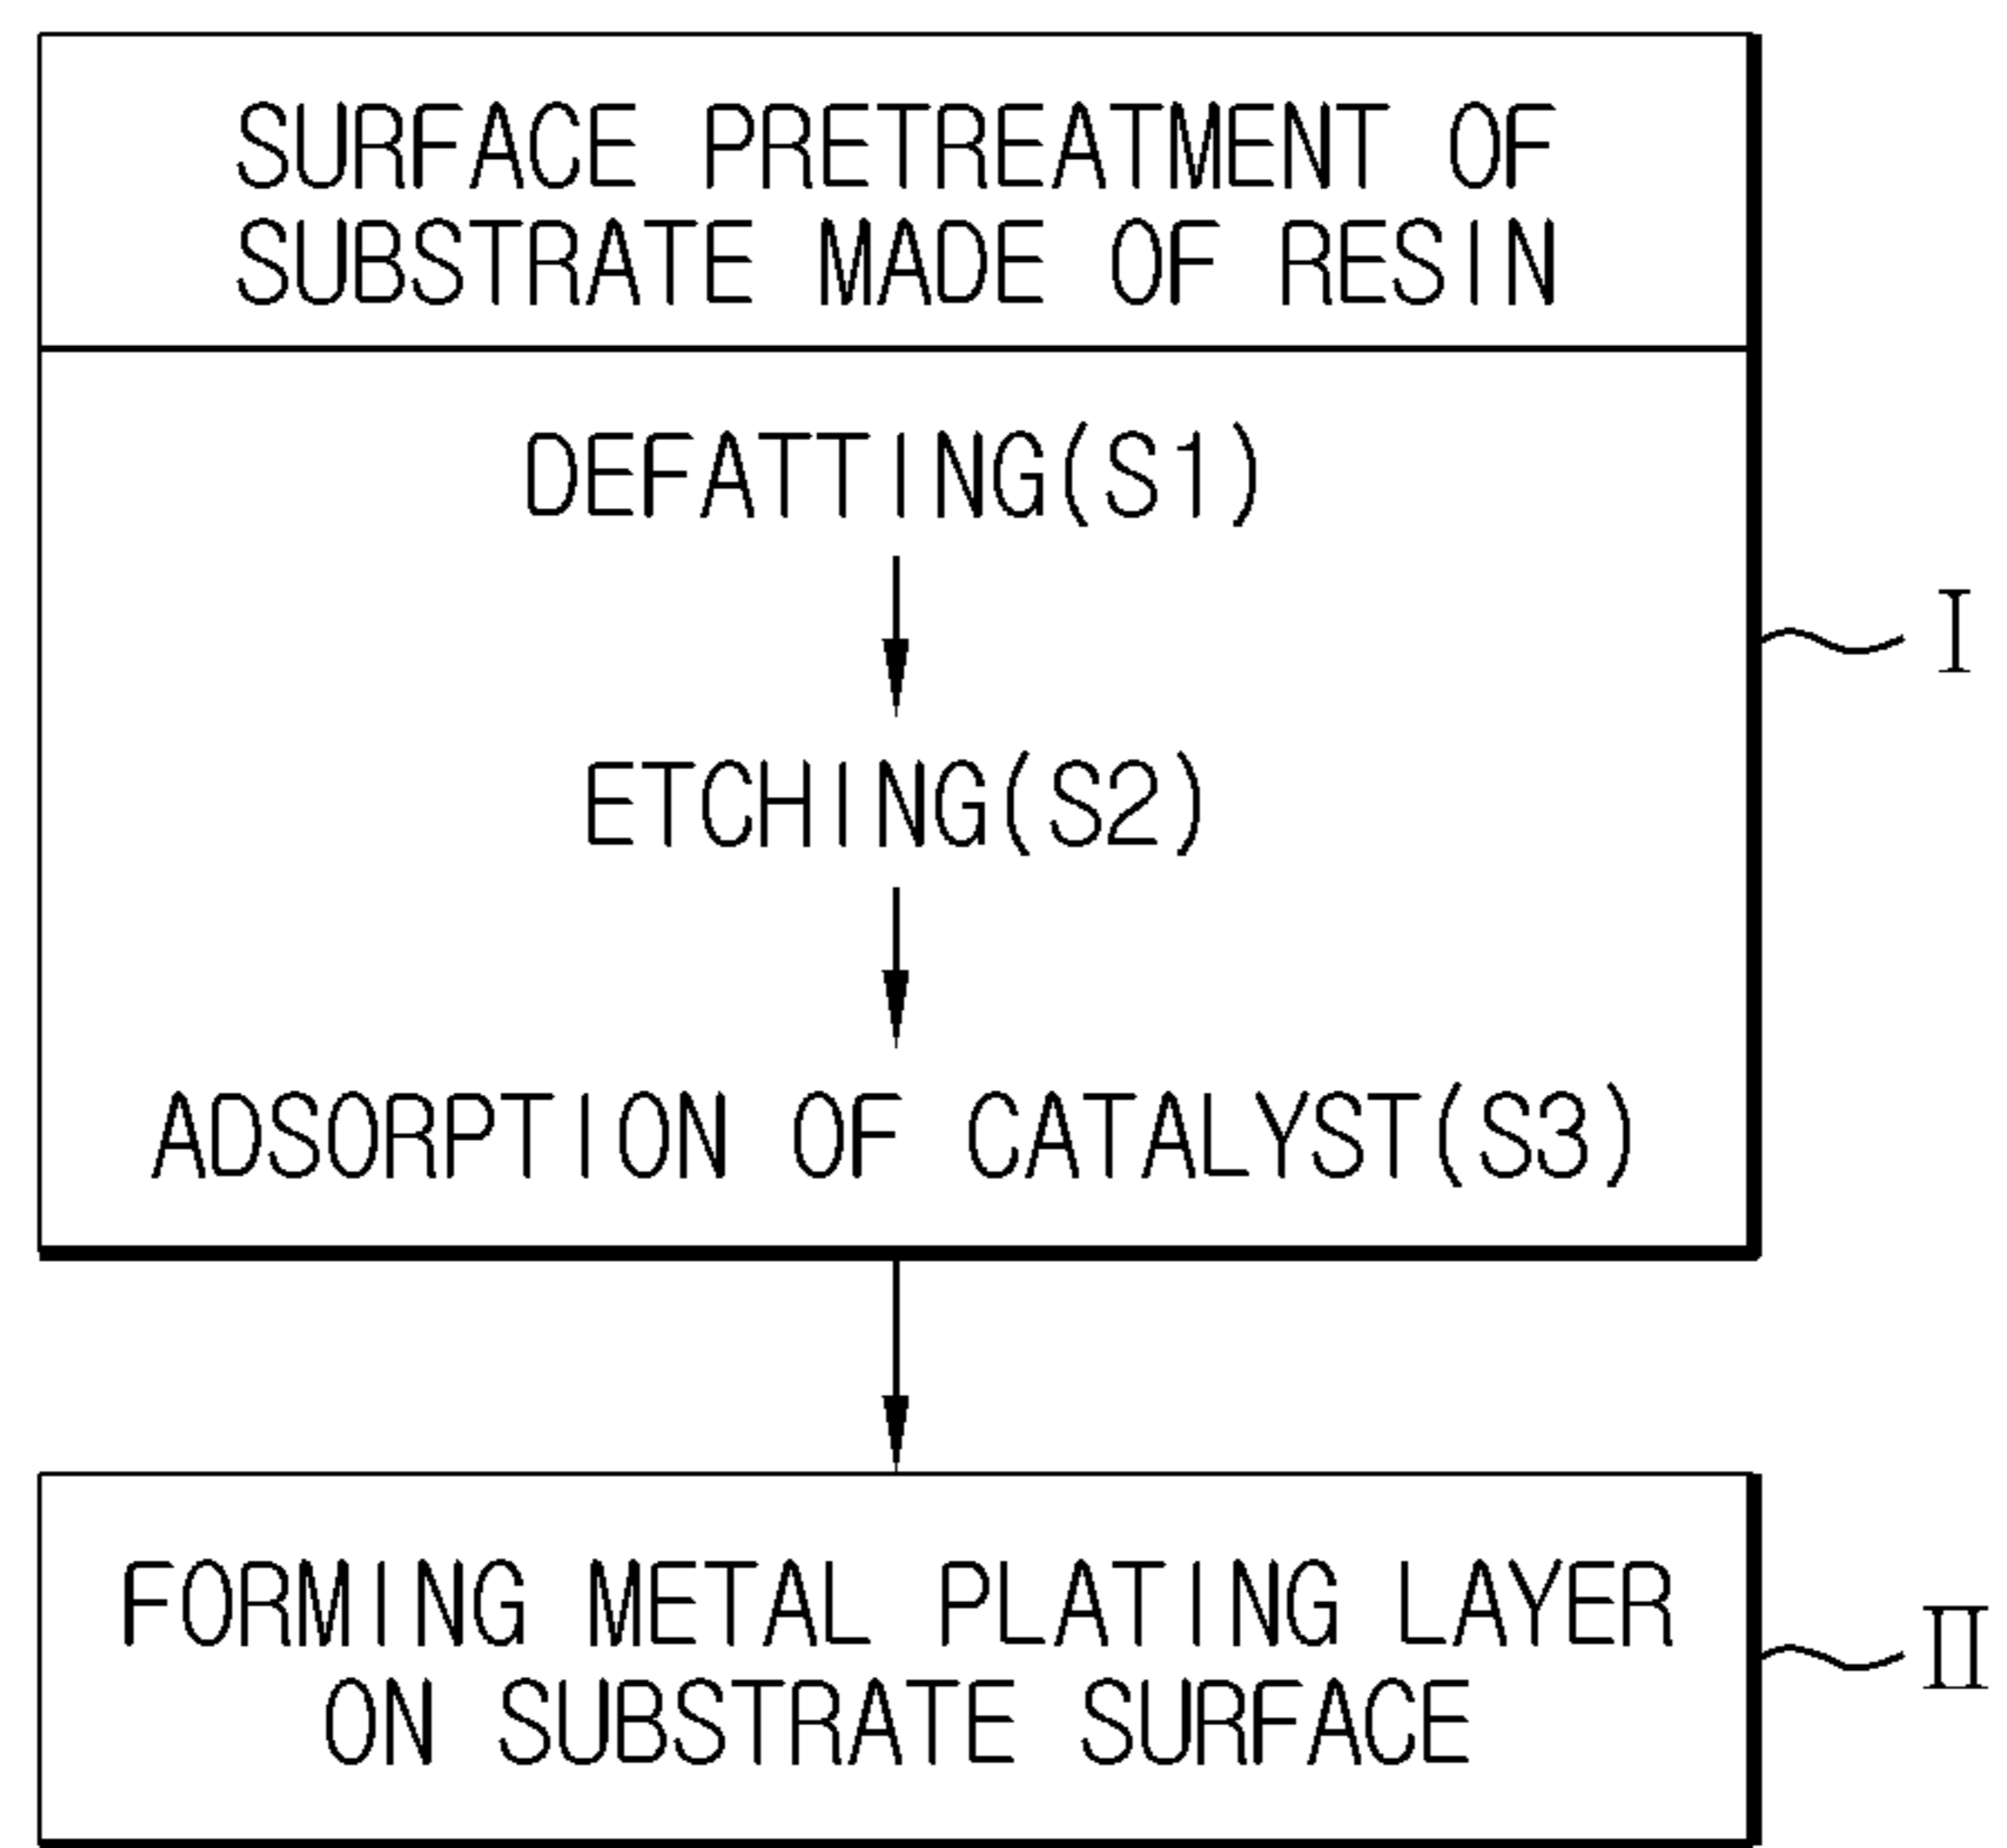 SURFACE PRETREATMENT OF
SUBSTRATE MADE OF RESIN
DEFATTING(S1)
I
ETCHING(S2)
ADSORPTION OF CATALYST(S3)
FORMING METAL PLATING LAYER
II
ON SUBSTRATE SURFACE